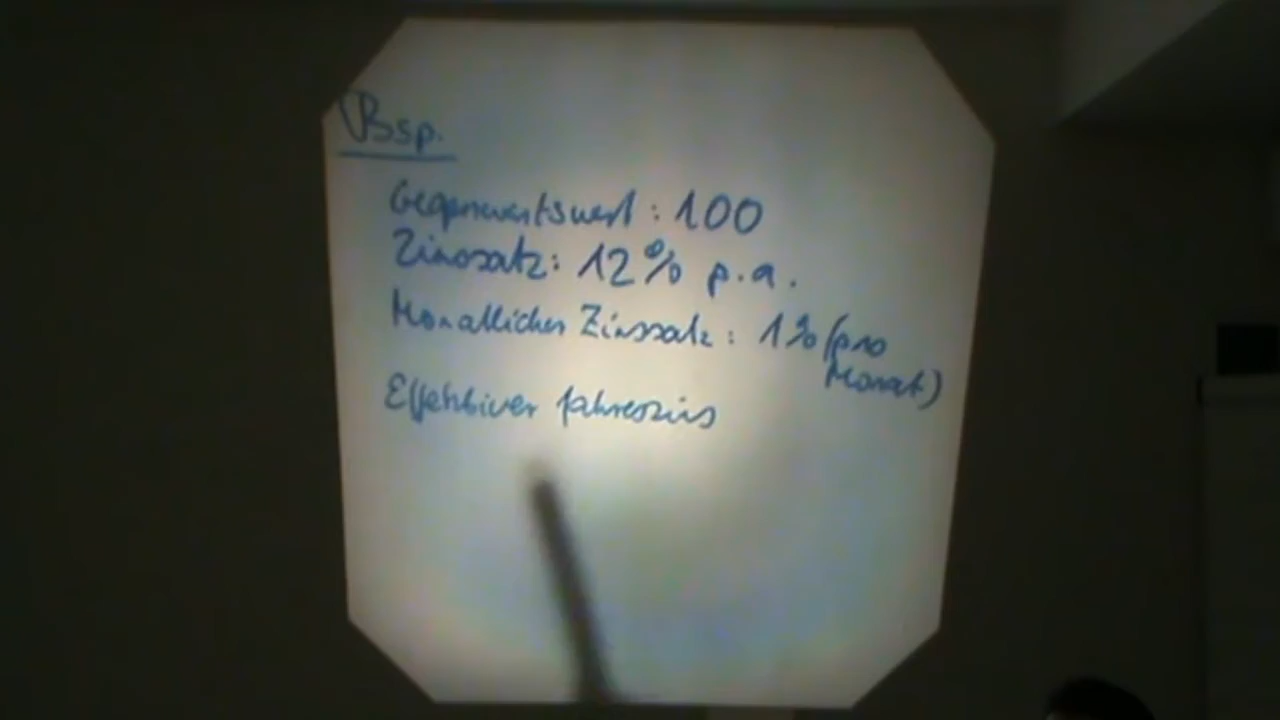 Bsp.
Gegenwartswert : 100
Zinssatz: 12% p.a.
Monatlicher Zinssatz : 1% (pro
Monat)
Effektiver Jahreszins